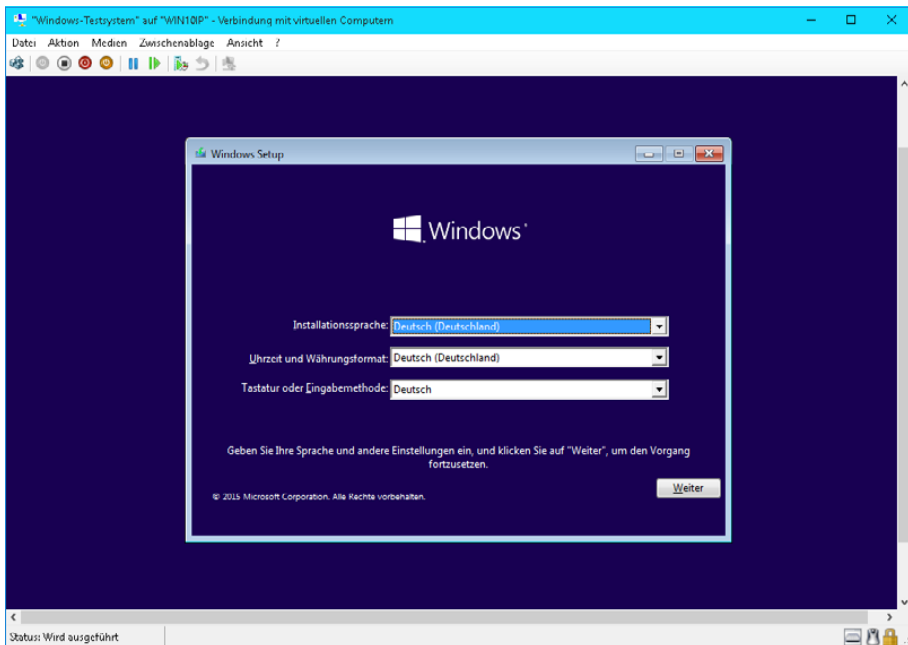 "Windows-Testsystem" auf "WIN10IP" - Verbindung mit virtuellen Computern
Datei Aktion Medien Zwischenablage Ansicht ?
Windows Setup
Windows
Installationssprache: Deutsch (Deutschland)
Uhrzeit und Währungsformat: Deutsch (Deutschland)
Tastatur oder Eingabemethode: Deutsch
Geben Sie Ihre Sprache und andere Einstellungen ein, und klicken Sie auf "Weiter", um den Vorgang
fortzusetzen.
© 2015 Microsoft Corporation. Alle Rechte vorbehalten.
Weiter
Status: Wird ausgeführt